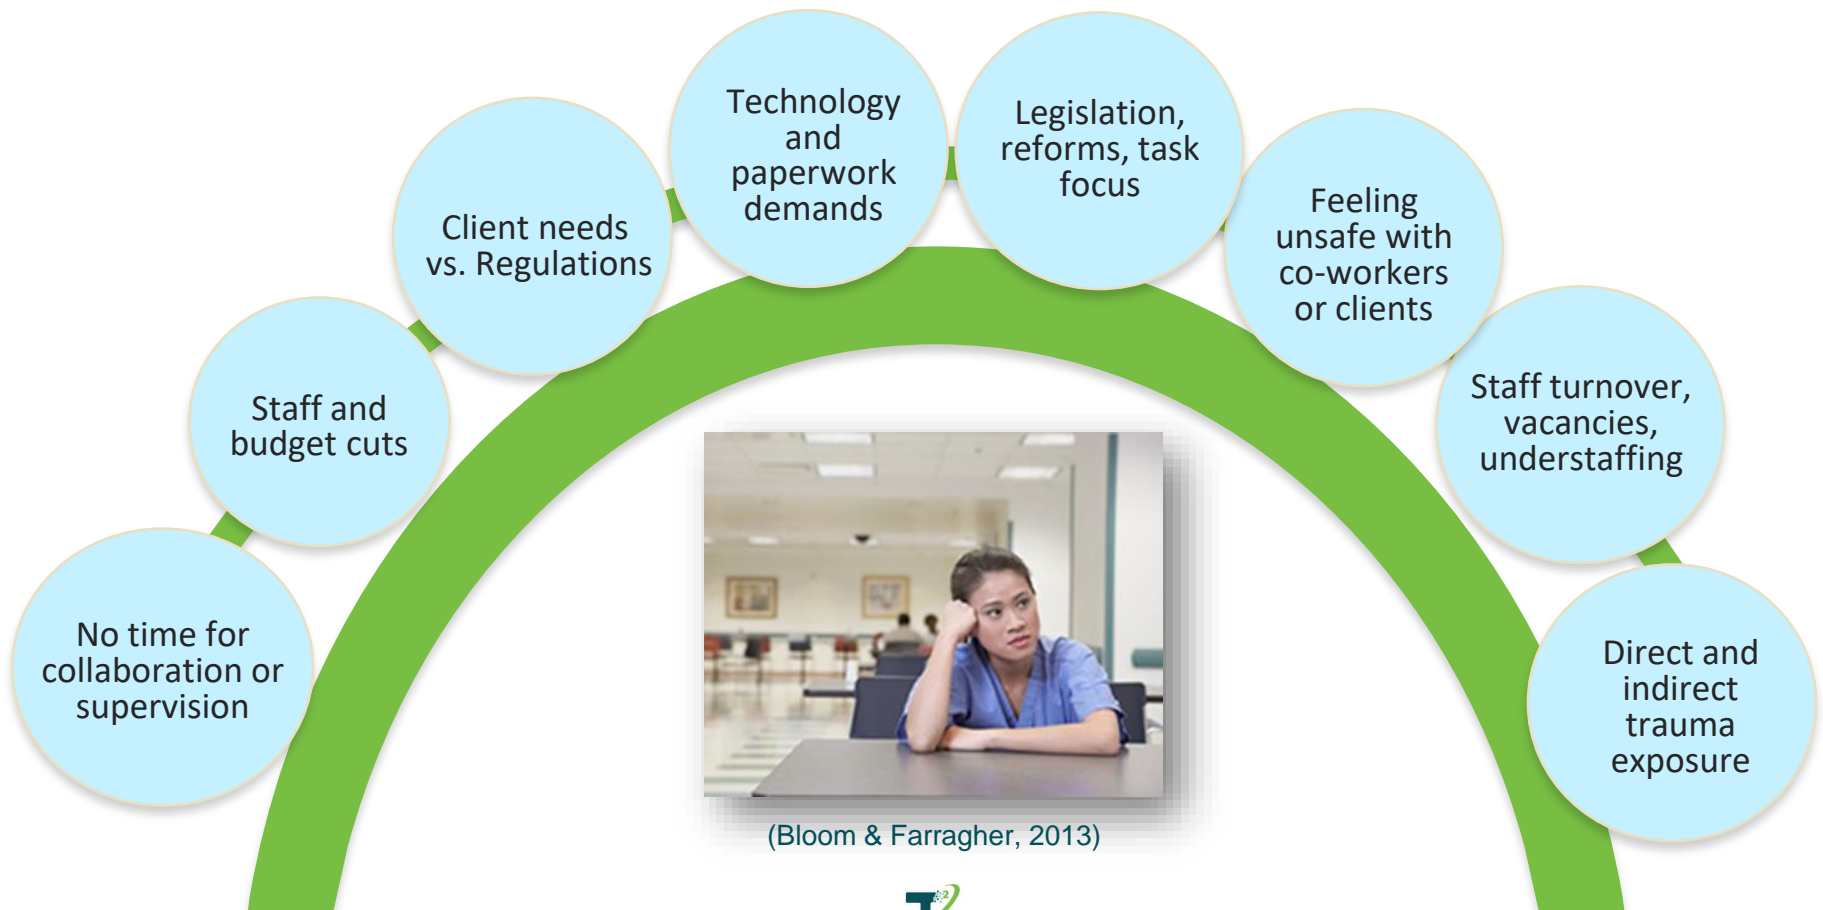 No time for
collaboration or
supervision
Staff and
budget cuts
Client needs
vs. Regulations
Technology
and
paperwork
demands
Legislation,
reforms, task
focus
Feeling
unsafe with
co-workers
or clients
Staff turnover,
vacancies,
understaffing
Direct and
indirect
trauma
exposure
(Bloom & Farragher, 2013)
T²